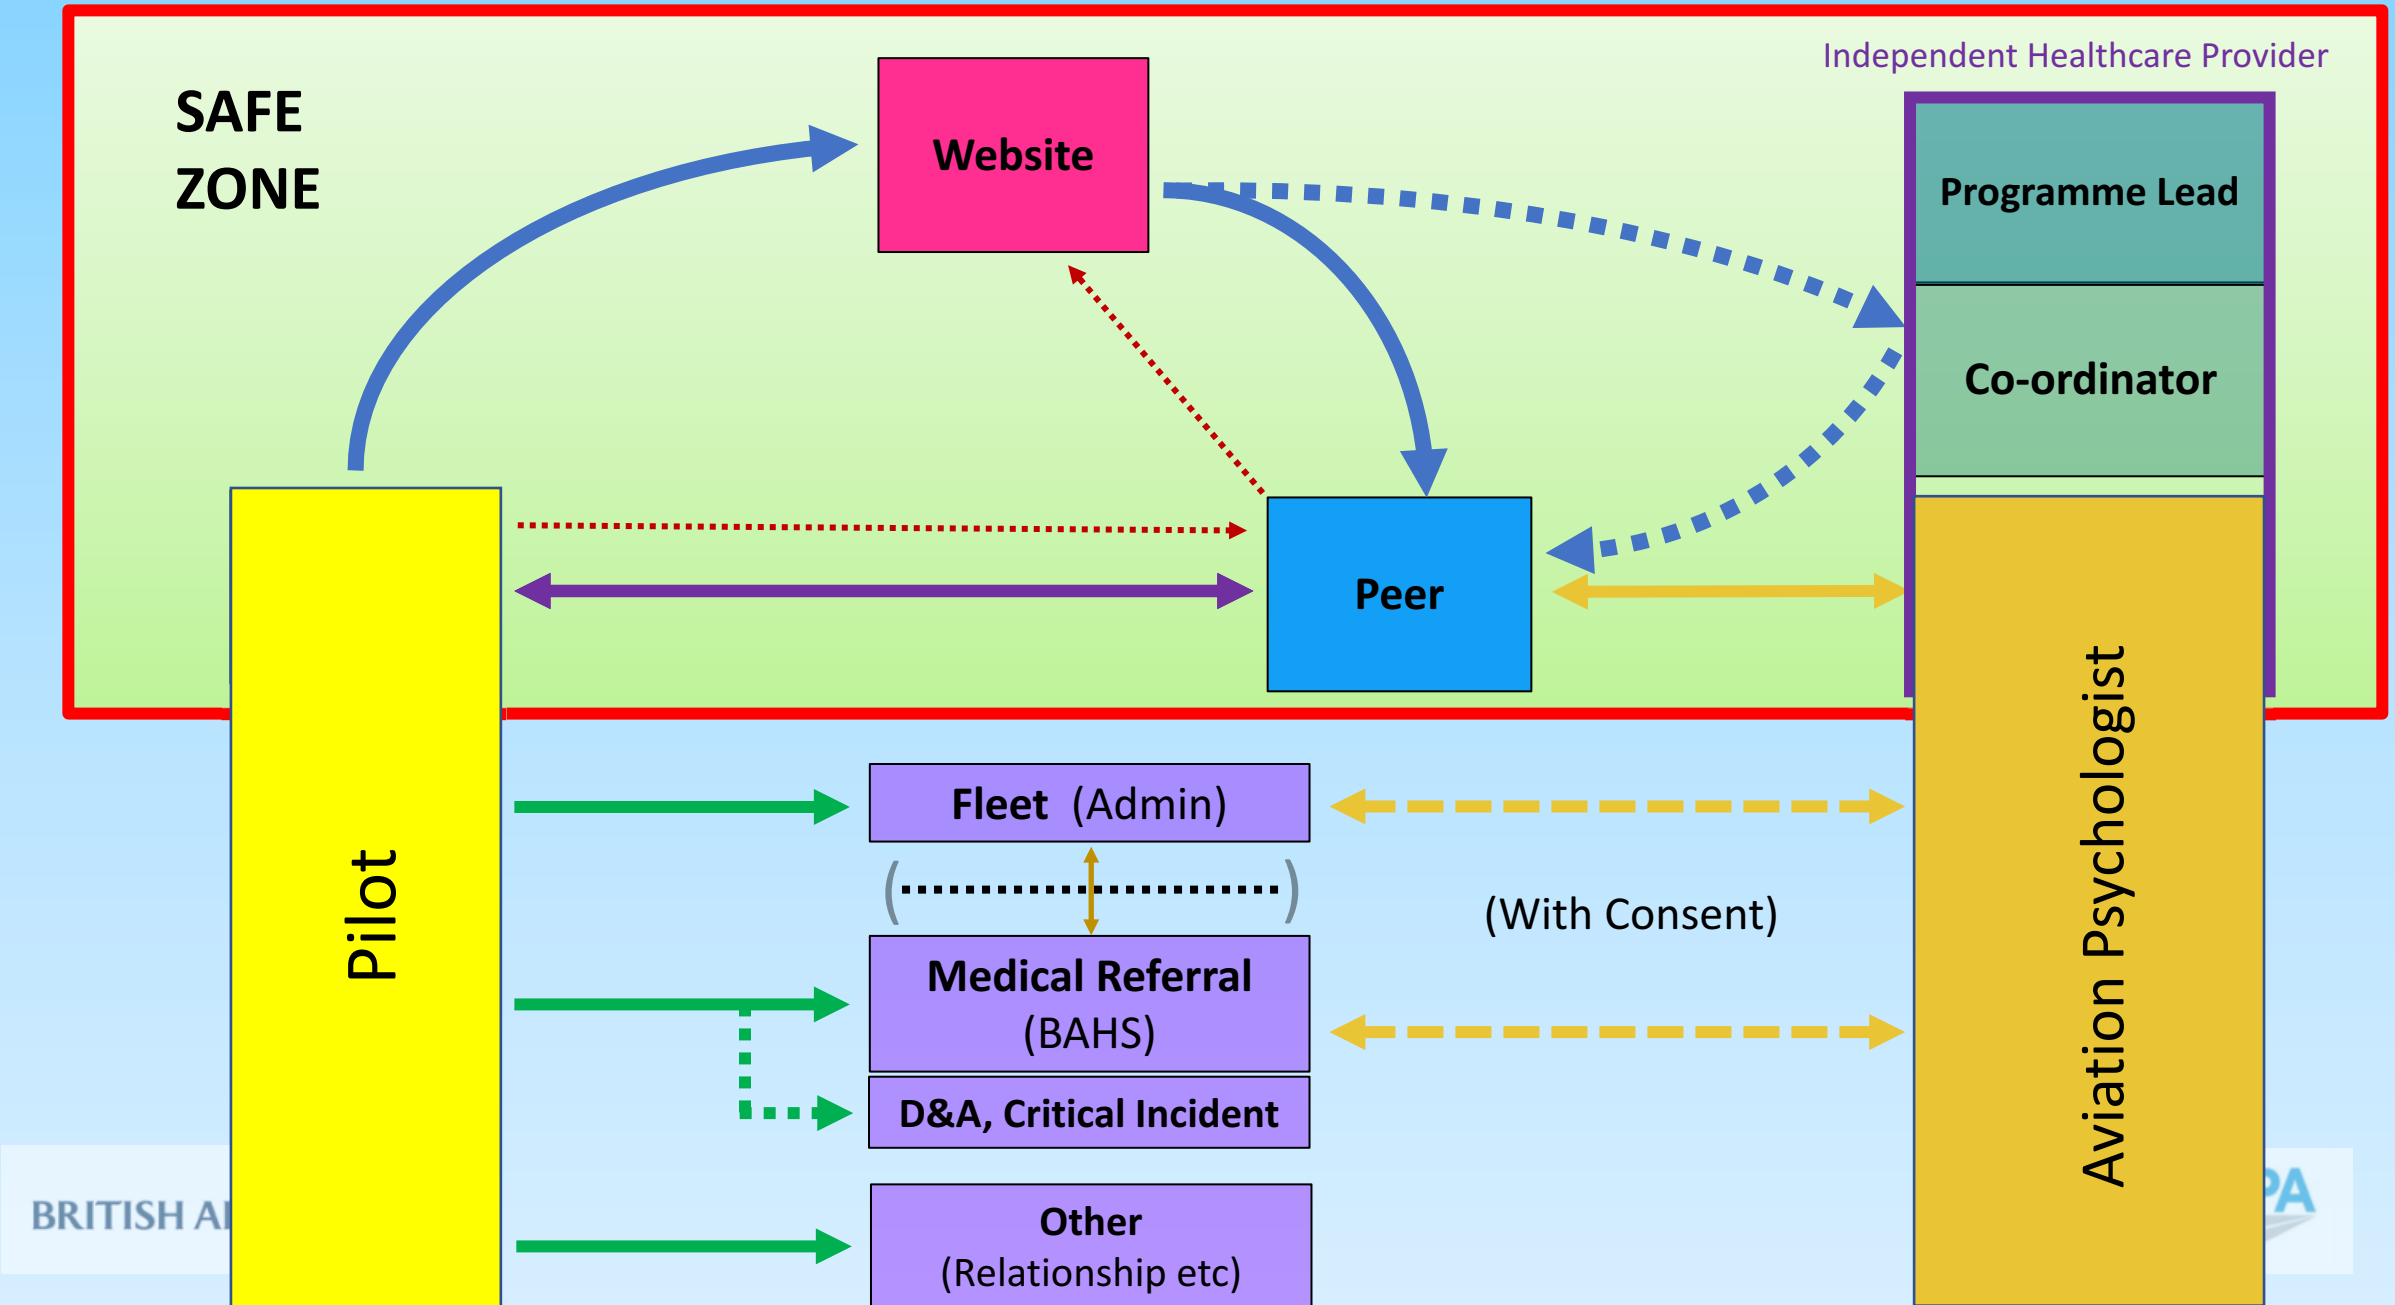 Independent Healthcare Provider
SAFE
ZONE
Website
Programme Lead
Co-ordinator
Peer
Pilot
Aviation Psychologist
Fleet (Admin)
(With Consent)
Medical Referral
(BAHS)
D&A, Critical Incident
Other
(Relationship etc)
BRITISH